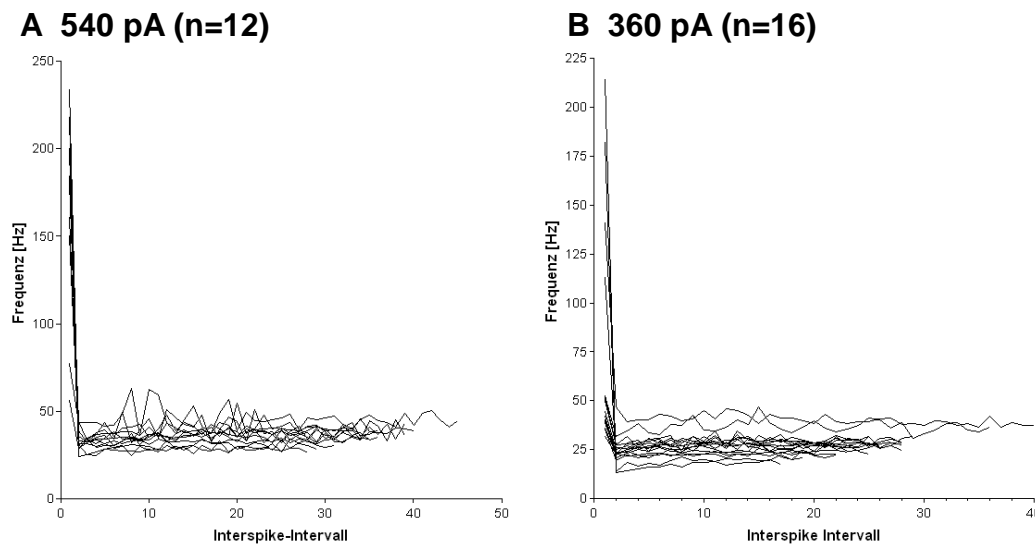 A 540 pA (n=12)
250
200
150
100
50
0
Frequenz [Hz]
0 10 20 30 40 50
Interspike-Intervall
B 360 pA (n=16)
225
200
175
150
125
100
75
50
25
0
Frequenz [Hz]
0 10 20 30 40
Interspike Intervall